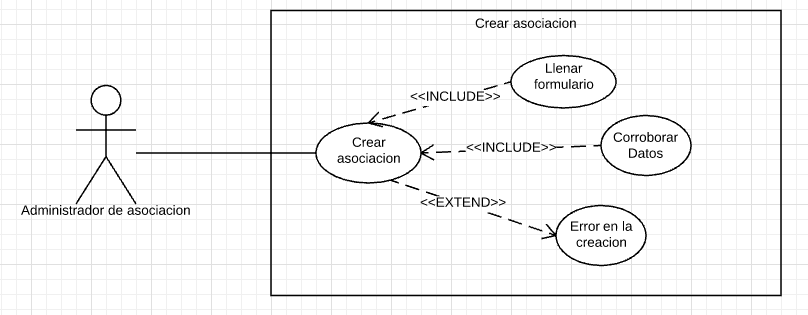 Crear asociacion
Llenar
formulario
<<INCLUDE>>
Crear
asociacion
<<INCLUDE>>
Corroborar
Datos
<<EXTEND>>
Administrador de asociacion
Error en la
creacion